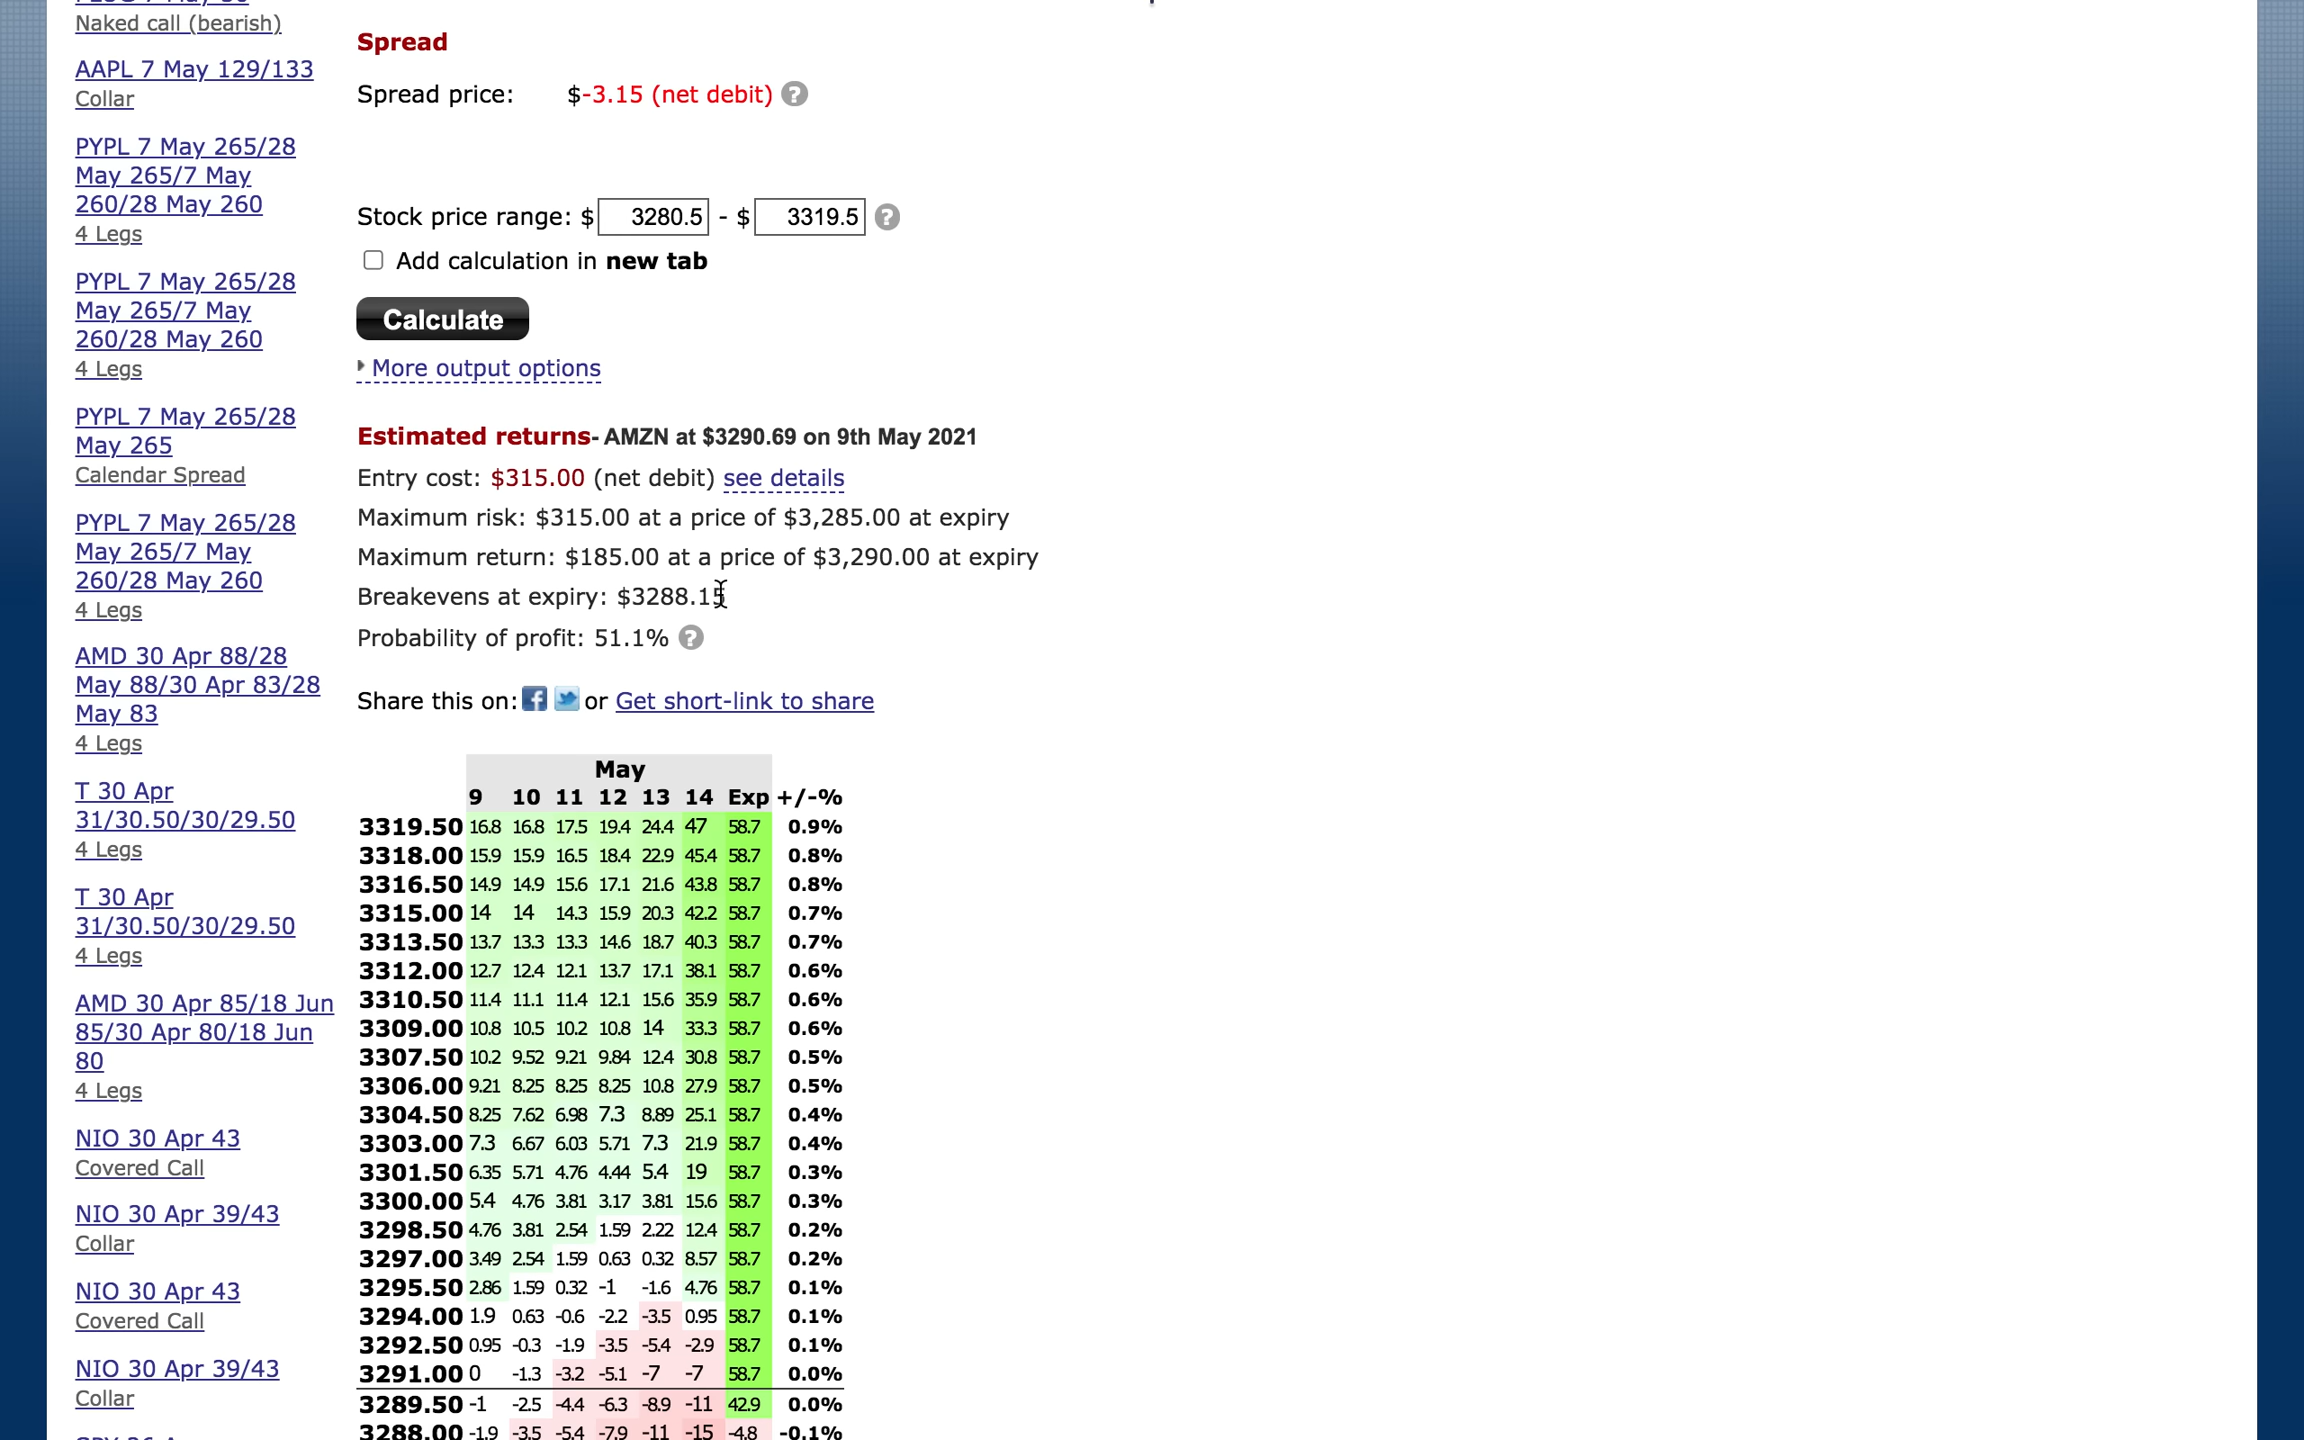 Naked call (bearish)
AAPL 7 May 129/133
Collar
PYPL 7 May 265/28
May 265/7 May
260/28 May 260
4 Legs
PYPL 7 May 265/28
May 265/7 May
260/28 May 260
4 Legs
PYPL 7 May 265/28
May 265
Calendar Spread
PYPL 7 May 265/28
May 265/7 May
260/28 May 260
4 Legs
AMD 30 Apr 88/28
May 88/30 Apr 83/28
May 83
4 Legs
T 30 Apr
31/30.50/30/29.50
4 Legs
T 30 Apr
31/30.50/30/29.50
4 Legs
AMD 30 Apr 85/18 Jun
85/30 Apr 80/18 Jun
80
4 Legs
NIO 30 Apr 43
Covered Call
NIO 30 Apr 39/43
Collar
NIO 30 Apr 43
Covered Call
NIO 30 Apr 39/43
Collar
Spread
Spread price: $-3.15 (net debit) ?
Stock price range: $ 3280.5 - $ 3319.5 ?
Add calculation in new tab
Calculate
More output options
Estimated returns- AMZN at $3290.69 on 9th May 2021
Entry cost: $315.00 (net debit) see details
Maximum risk: $315.00 at a price of $3,285.00 at expiry
Maximum return: $185.00 at a price of $3,290.00 at expiry
Breakevens at expiry: $3288.15
Probability of profit: 51.1% ?
Share this on: f or Get short-link to share
May
9 10 11 12 13 14 Exp +/-%
3319.50 16.8 16.8 17.5 19.4 24.4 47 58.7 0.9%
3318.00 15.9 15.9 16.5 18.4 22.9 45.4 58.7 0.8%
3316.50 14.9 14.9 15.6 17.1 21.6 43.8 58.7 0.8%
3315.00 14 14 14.3 15.9 20.3 42.2 58.7 0.7%
3313.50 13.7 13.3 13.3 14.6 18.7 40.3 58.7 0.7%
3312.00 12.7 12.4 12.1 13.7 17.1 38.1 58.7 0.6%
3310.50 11.4 11.1 11.4 12.1 15.6 35.9 58.7 0.6%
3309.00 10.8 10.5 10.2 10.8 14 33.3 58.7 0.6%
3307.50 10.2 9.52 9.21 9.84 12.4 30.8 58.7 0.5%
3306.00 9.21 8.25 8.25 8.25 10.8 27.9 58.7 0.5%
3304.50 8.25 7.62 6.98 7.3 8.89 25.1 58.7 0.4%
3303.00 7.3 6.67 6.03 5.71 7.3 21.9 58.7 0.4%
3301.50 6.35 5.71 4.76 4.44 5.4 19 58.7 0.3%
3300.00 5.4 4.76 3.81 3.17 3.81 15.6 58.7 0.3%
3298.50 4.76 3.81 2.54 1.59 2.22 12.4 58.7 0.2%
3297.00 3.49 2.54 1.59 0.63 0.32 8.57 58.7 0.2%
3295.50 2.86 1.59 0.32 -1 -1.6 4.76 58.7 0.1%
3294.00 1.9 0.63 -0.6 -2.2 -3.5 0.95 58.7 0.1%
3292.50 0.95 -0.3 -1.9 -3.5 -5.4 -2.9 58.7 0.1%
3291.00 0 -1.3 -3.2 -5.1 -7 -7 58.7 0.0%
3289.50 -1 -2.5 -4.4 -6.3 -8.9 -11 42.9 0.0%
3288.00 -1.9 -3.5 -5.4 -7.9 -11 -15 -4.8 -0.1%